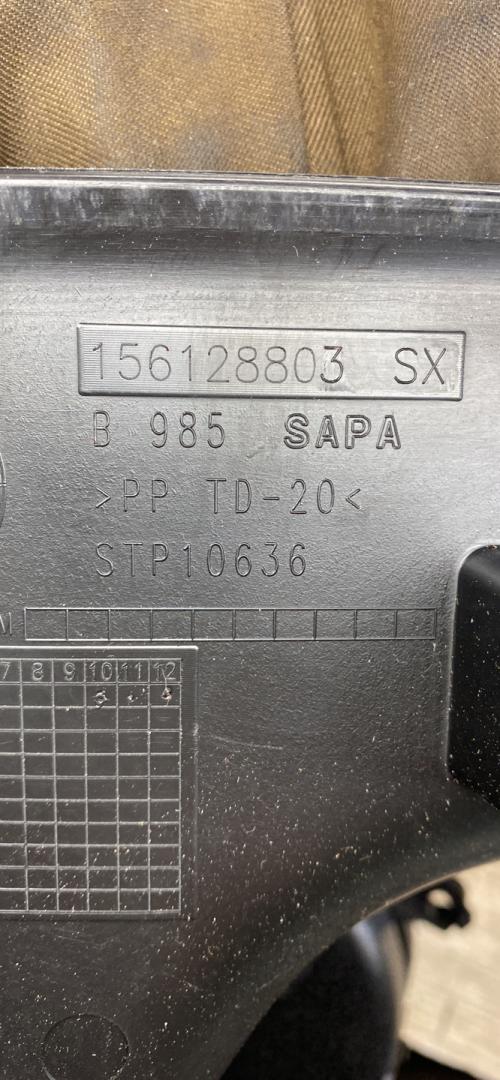 156128803 SX
B 985 SAPA
>PP TD-20<
STP10636
M
7 8 9 10 11 12